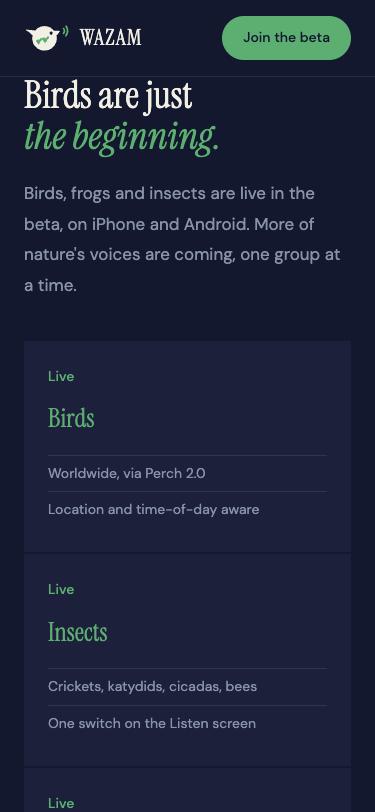 WAZAM
Join the beta
Birds are just
the beginning.
Birds, frogs and insects are live in the
beta, on iPhone and Android. More of
nature's voices are coming, one group at
a time.
Live
Birds
Worldwide, via Perch 2.0
Location and time-of-day aware
Live
Insects
Crickets, katydids, cicadas, bees
One switch on the Listen screen
Live